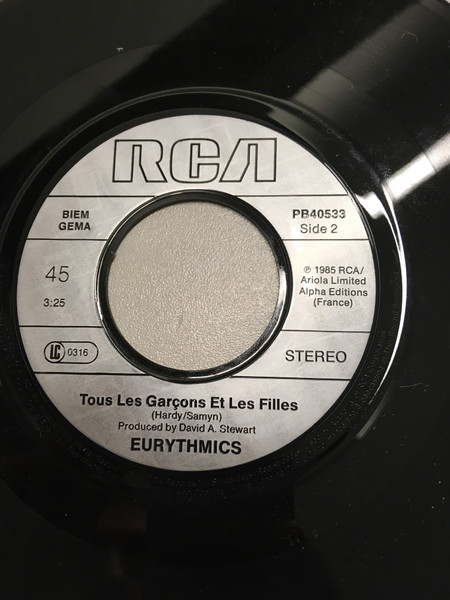 RCA
BIEM
GEMA
PB40533
Side 2
45
3:25
℗ 1985 RCA/
Ariola Limited
Alpha Editions
(France)
LC 0316
STEREO
Tous Les Garçons Et Les Filles
(Hardy/Samyn)
Produced by David A. Stewart
EURYTHMICS